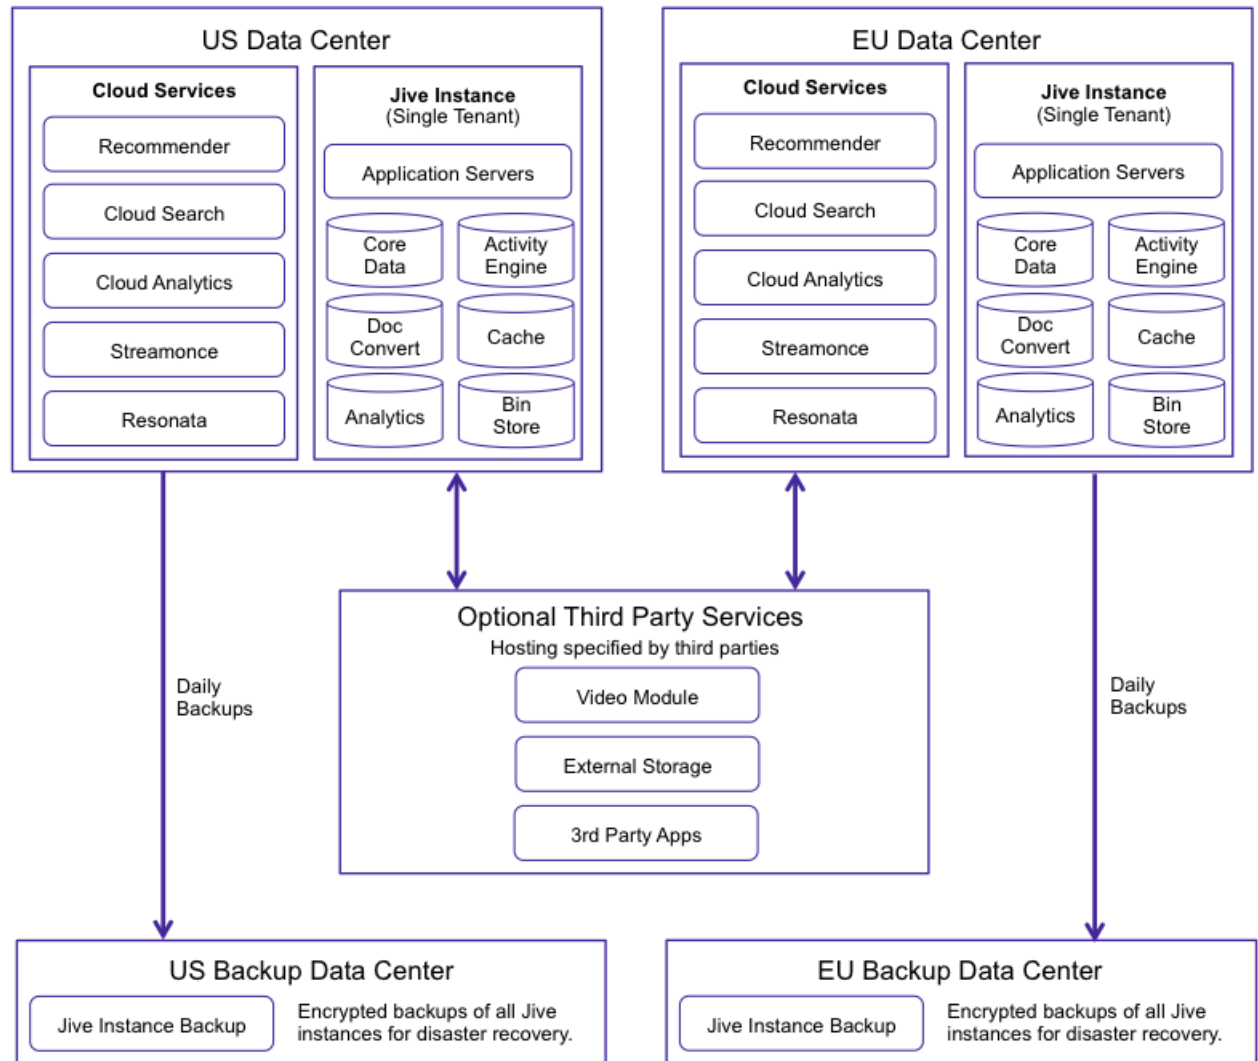 US Data Center
Cloud Services
Recommender
Cloud Search
Cloud Analytics
Streamonce
Resonata
Jive Instance
(Single Tenant)
Application Servers
Core
Data
Activity
Engine
Doc
Convert
Cache
Analytics
Bin
Store
EU Data Center
Cloud Services
Recommender
Cloud Search
Cloud Analytics
Streamonce
Resonata
Jive Instance
(Single Tenant)
Application Servers
Core
Data
Activity
Engine
Doc
Convert
Cache
Analytics
Bin
Store
Optional Third Party Services
Hosting specified by third parties
Video Module
External Storage
3rd Party Apps
Daily
Backups
Daily
Backups
US Backup Data Center
Jive Instance Backup
Encrypted backups of all Jive
instances for disaster recovery.
EU Backup Data Center
Jive Instance Backup
Encrypted backups of all Jive
instances for disaster recovery.